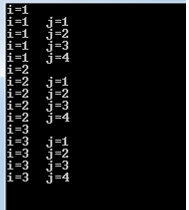 i=1
i=1 j=1
i=1 j=2
i=1 j=3
i=1 j=4
i=2
i=2 j=1
i=2 j=2
i=2 j=3
i=2 j=4
i=3
i=3 j=1
i=3 j=2
i=3 j=3
i=3 j=4